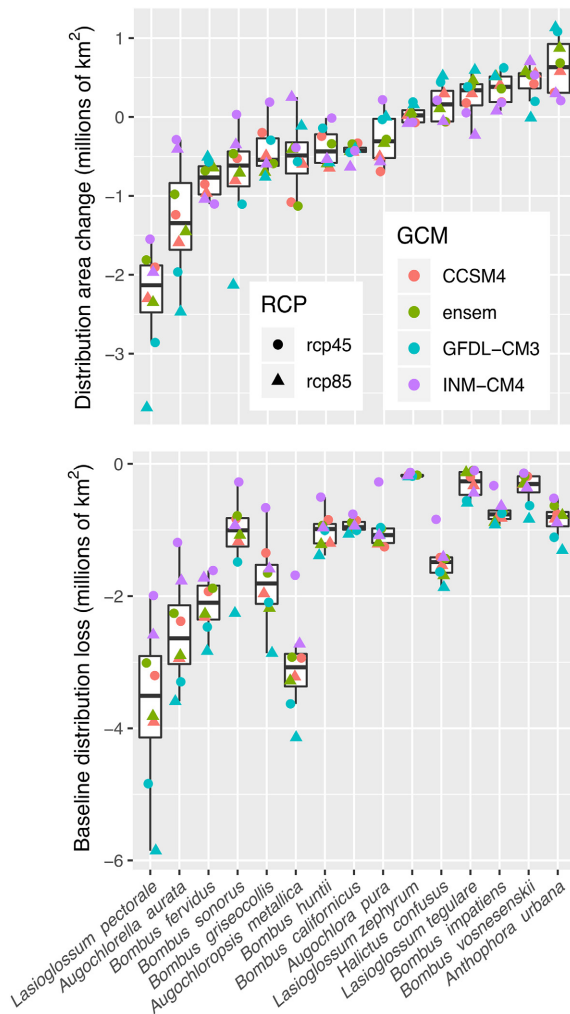 Distribution area change (millions of km²)
1
0
−1
−2
−3
RCP
rcp45
rcp85
GCM
CCSM4
ensem
GFDL−CM3
INM−CM4
Baseline distribution loss (millions of km²)
0
−2
−4
−6
Lasioglossum pectorale
Augochlorella aurata
Bombus fervidus
Bombus sonorus
Bombus griseocollis
Augochloropsis metallica
Bombus huntii
Bombus californicus
Augochlora pura
Lasioglossum zephyrum
Halictus confusus
Lasioglossum tegulare
Bombus impatiens
Bombus vosnesenskii
Anthophora urbana